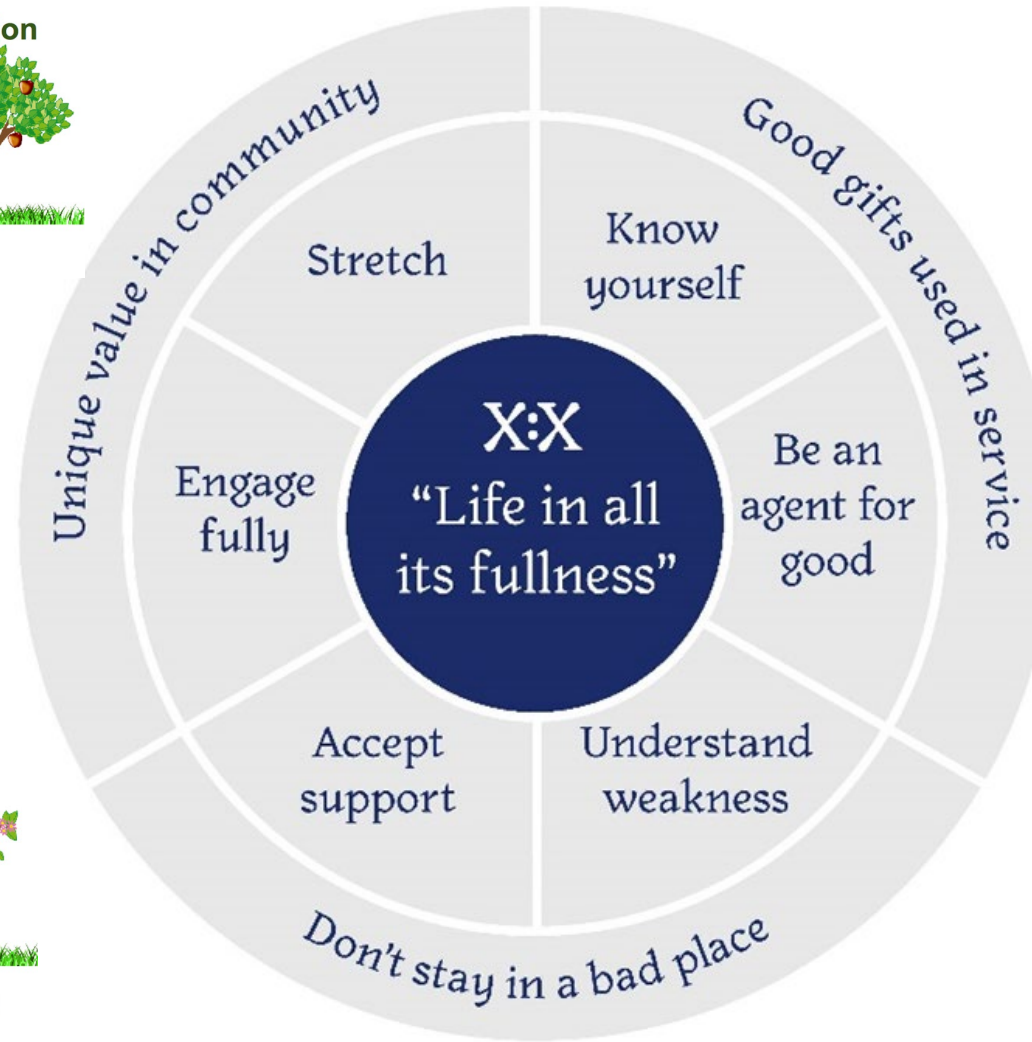 on
Unique value in community
Good gifts used in service
Stretch
Know
yourself
Engage
fully
X:X
“Life in all
its fullness”
Be an
agent for
good
Accept
support
Understand
weakness
Don't stay in a bad place